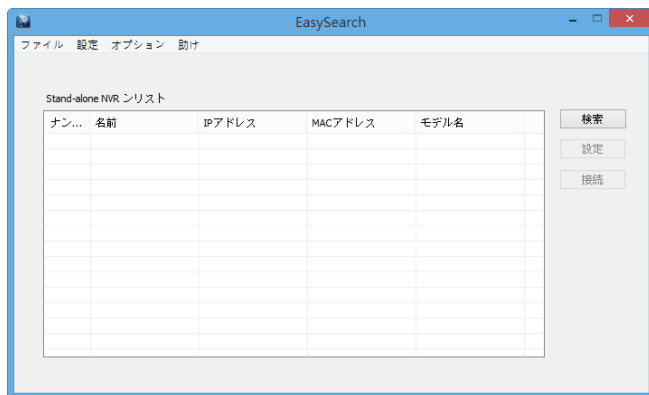 EasySearch
ファイル 設定 オプション 助け
Stand-alone NVR ンリスト
ナン... 名前 IPアドレス MACアドレス モデル名
検索
設定
接続